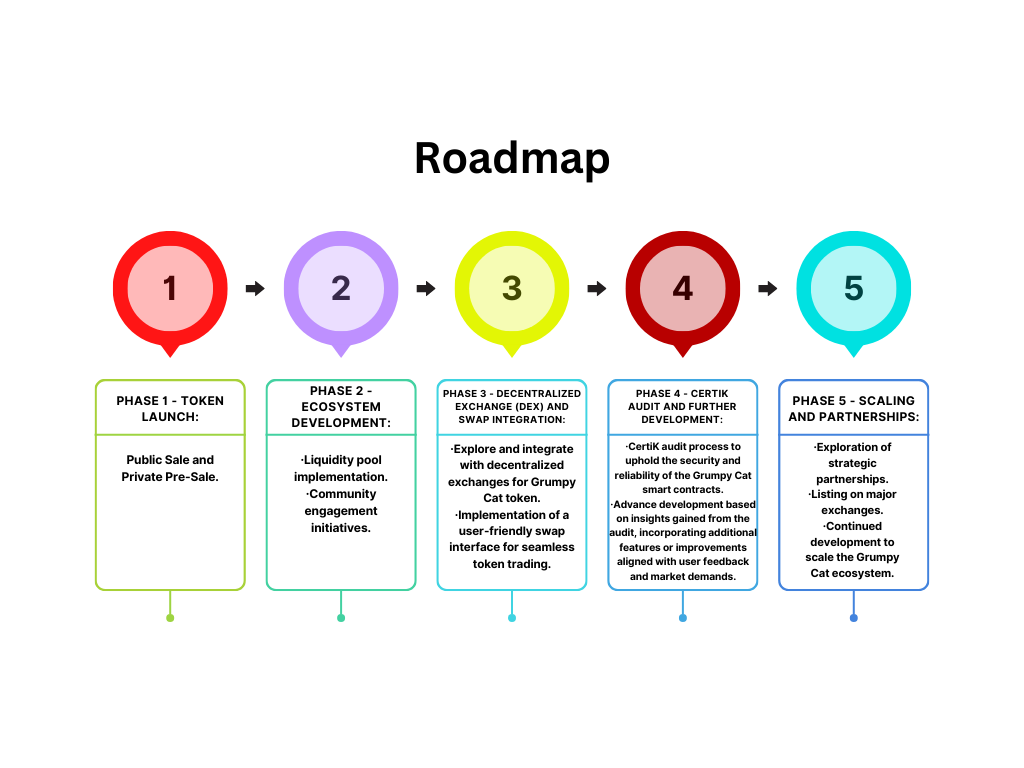 Roadmap
1
2
3
4
5
PHASE 1 - TOKEN
LAUNCH:
Public Sale and
Private Pre-Sale.
PHASE 2 -
ECOSYSTEM
DEVELOPMENT:
·Liquidity pool
implementation.
·Community
engagement
initiatives.
PHASE 3 - DECENTRALIZED
EXCHANGE (DEX) AND
SWAP INTEGRATION:
·Explore and integrate
with decentralized
exchanges for Grumpy
Cat token.
·Implementation of a
user-friendly swap
interface for seamless
token trading.
PHASE 4 - CERTIK
AUDIT AND FURTHER
DEVELOPMENT:
·CertiK audit process to
uphold the security and
reliability of the Grumpy Cat
smart contracts.
·Advance development based
on insights gained from the
audit, incorporating additional
features or improvements
aligned with user feedback
and market demands.
PHASE 5 - SCALING
AND PARTNERSHIPS:
·Exploration of
strategic
partnerships.
·Listing on major
exchanges.
·Continued
development to
scale the Grumpy
Cat ecosystem.